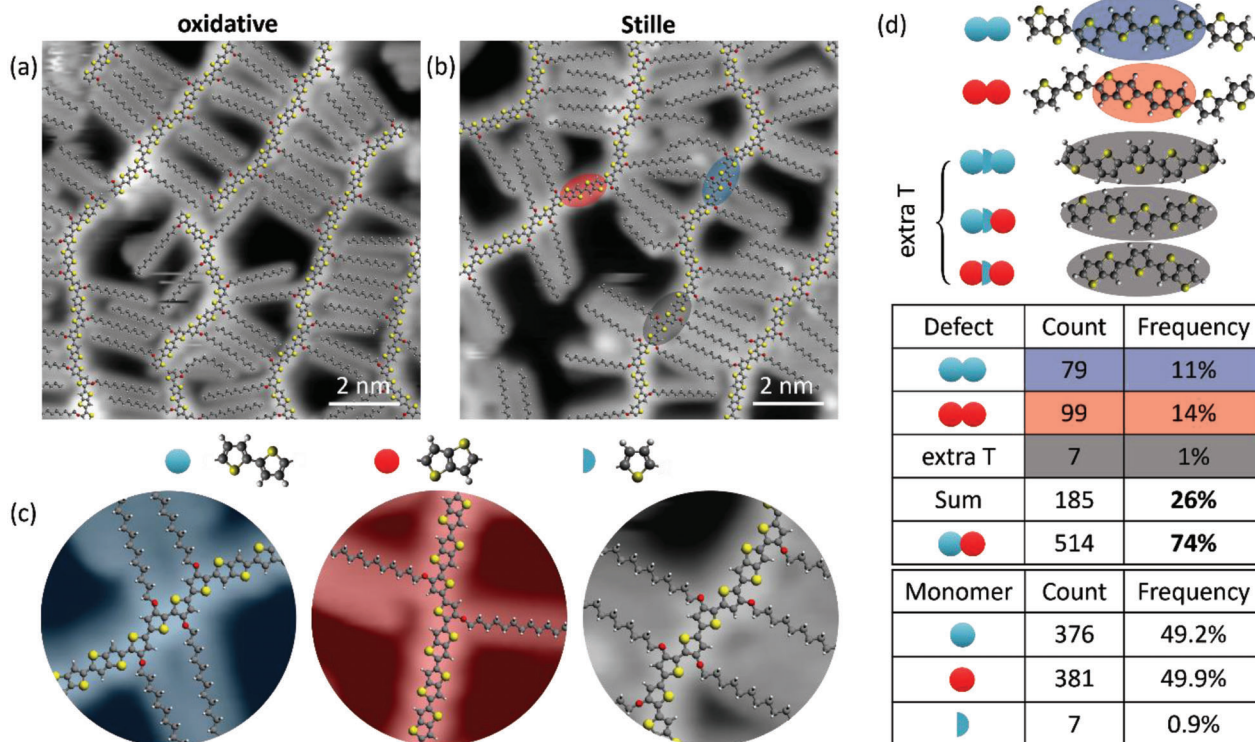 oxidative
Stille
(a)
(b)
2 nm
2 nm
(c)
(d)
extra T
Defect Count Frequency
79 11%
99 14%
extra T 7 1%
Sum 185 26%
514 74%
Monomer Count Frequency
376 49.2%
381 49.9%
7 0.9%